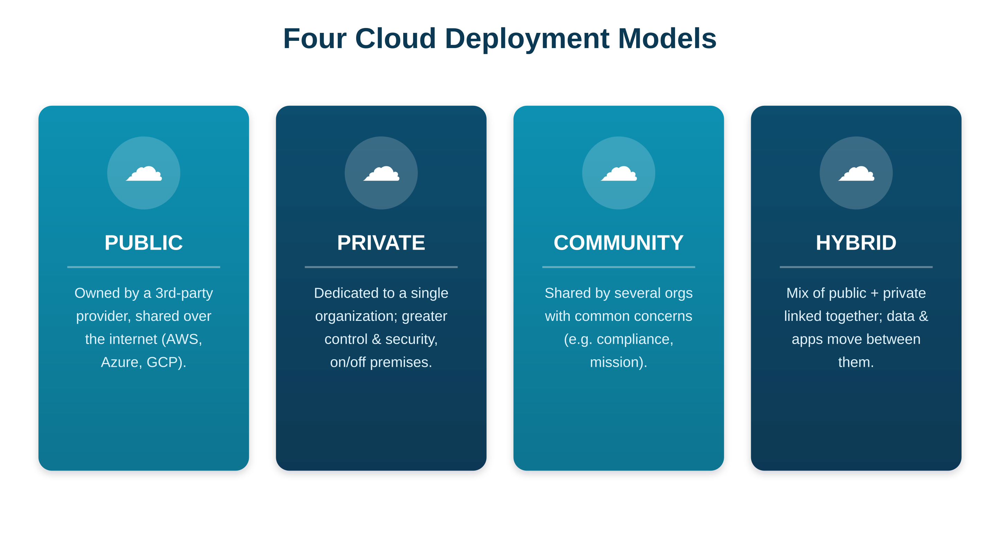 Four Cloud Deployment Models
PUBLIC
Owned by a 3rd-party
provider, shared over
the internet (AWS,
Azure, GCP).
PRIVATE
Dedicated to a single
organization; greater
control & security,
on/off premises.
COMMUNITY
Shared by several orgs
with common concerns
(e.g. compliance,
mission).
HYBRID
Mix of public + private
linked together; data &
apps move between
them.